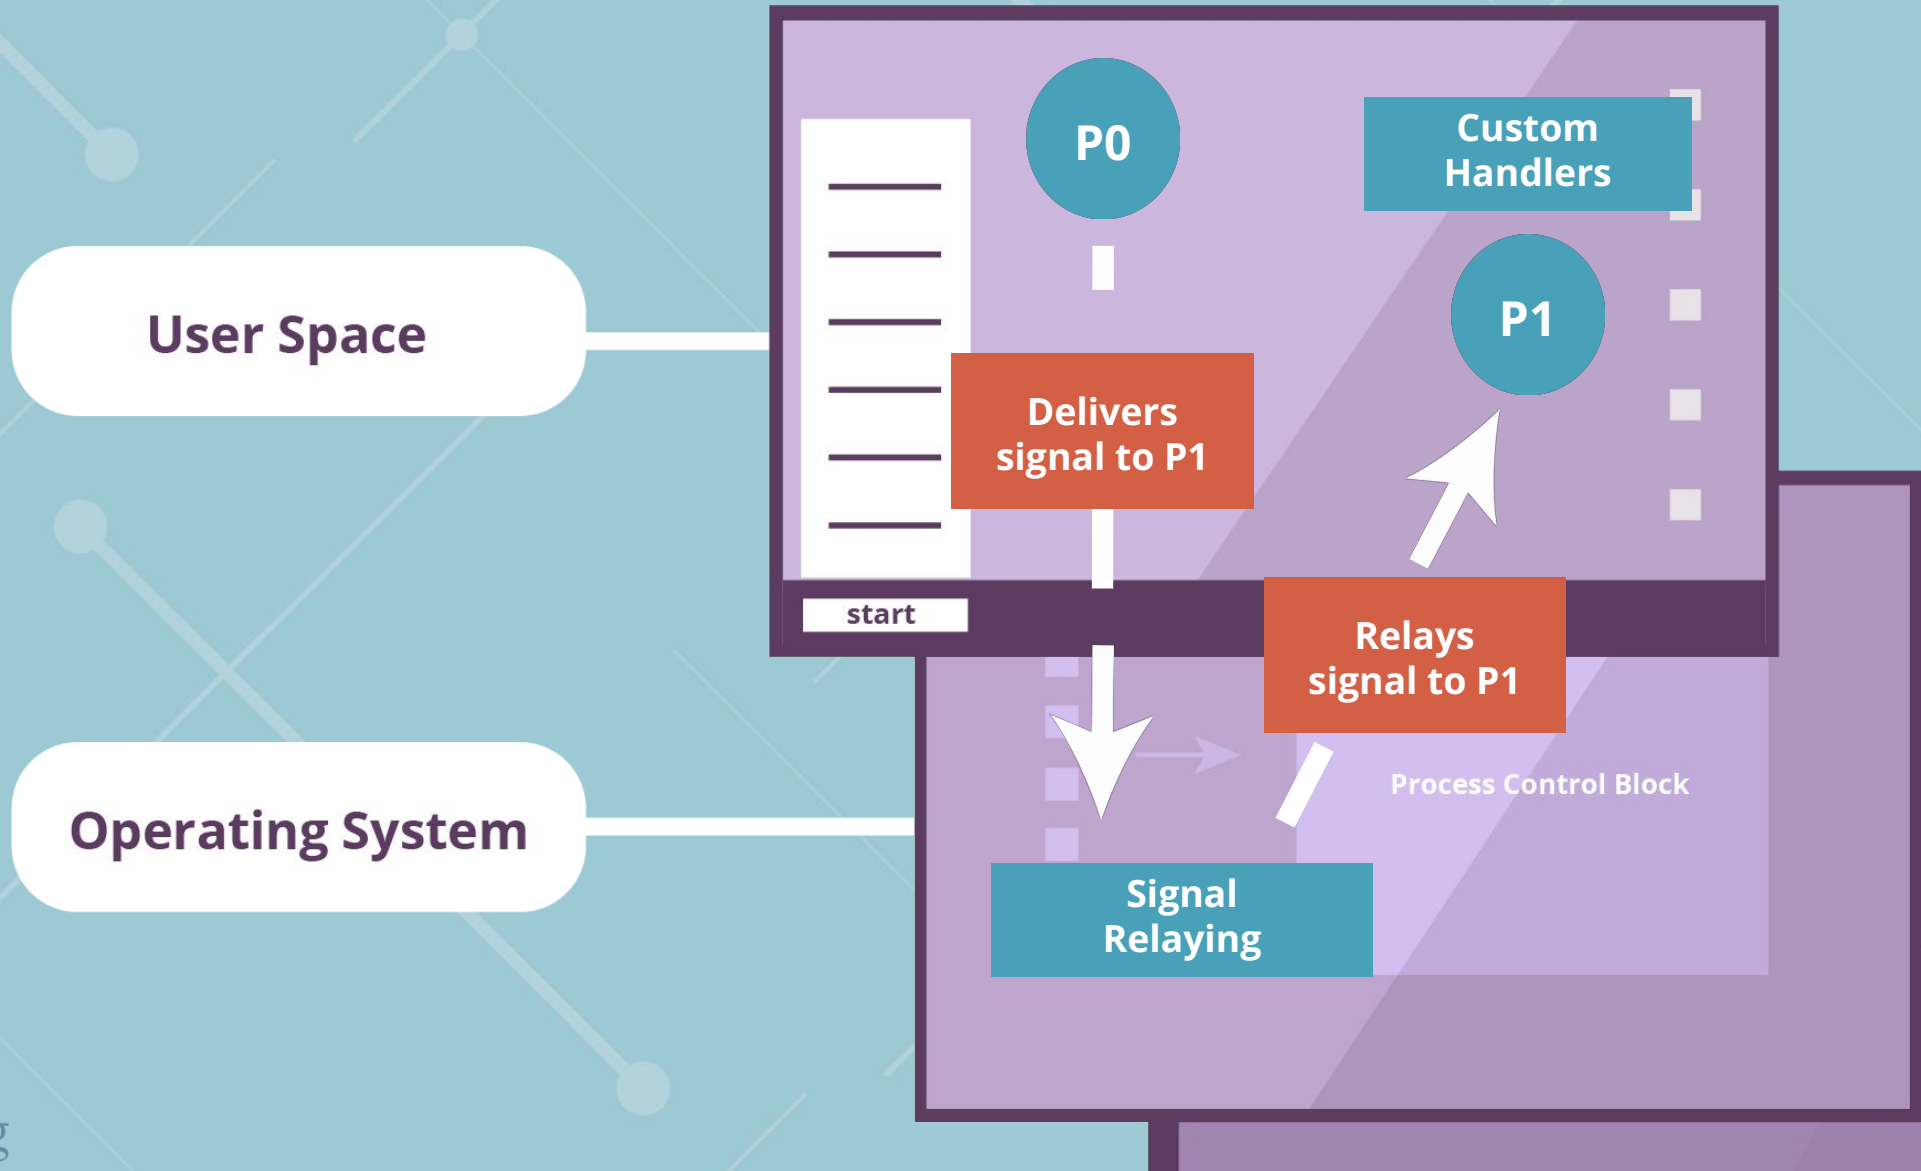 P0
Custom
Handlers
User Space
P1
Delivers
signal to P1
start
Relays
signal to P1
Process Control Block
Operating System
Signal
Relaying
g